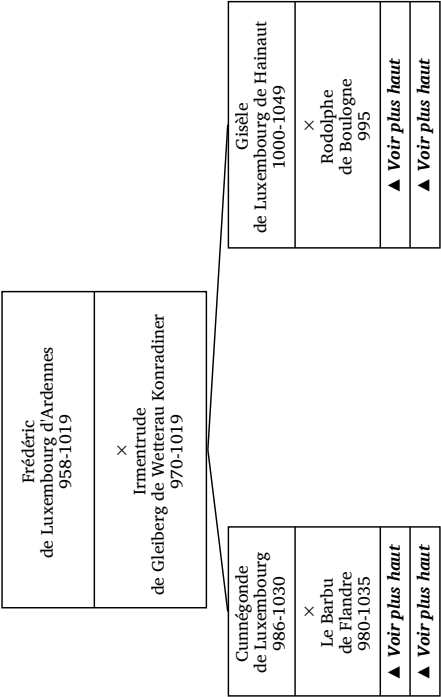 Frédéric
de Luxembourg d'Ardennes
958-1019
×
Irmentrude
de Gleiberg de Wetterau Konradiner
970-1019
Cunnégonde
de Luxembourg
986-1030
×
Le Barbu
de Flandre
980-1035
▲ Voir plus haut
▲ Voir plus haut
Gisèle
de Luxembourg de Hainaut
1000-1049
×
Rodolphe
de Boulogne
995
▲ Voir plus haut
▲ Voir plus haut